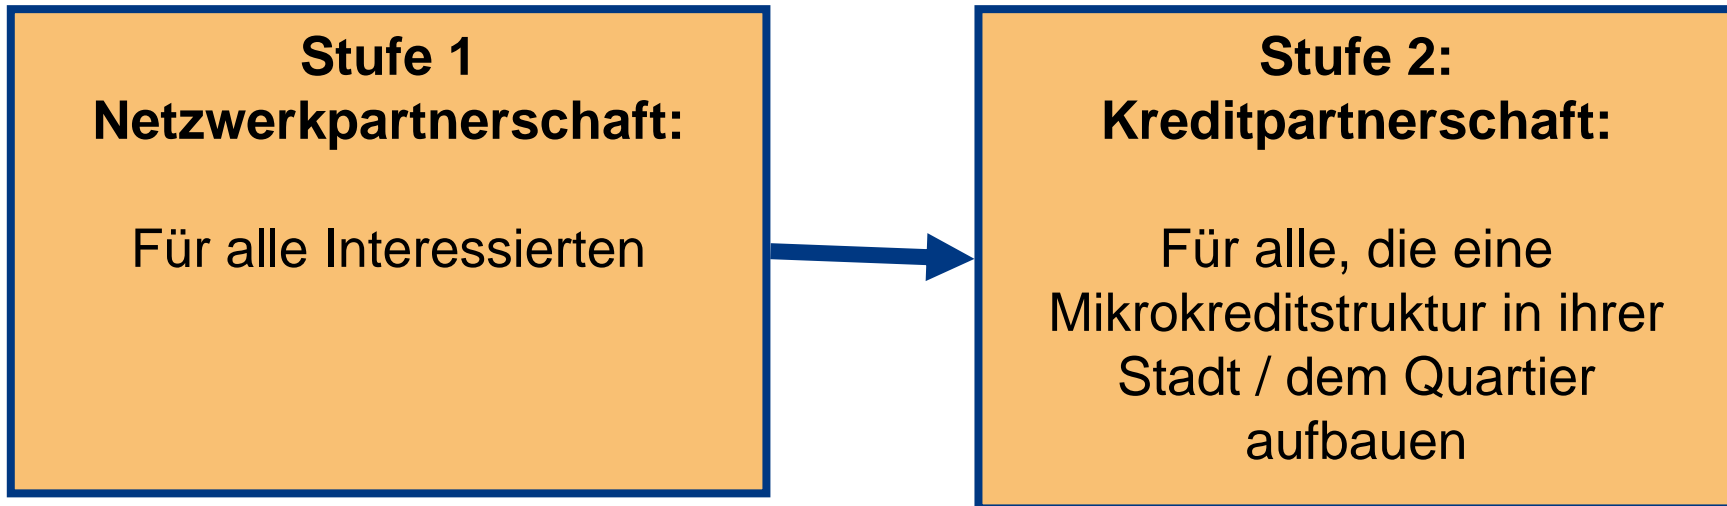 Stufe 1
Netzwerkpartnerschaft:
Für alle Interessierten
Stufe 2:
Kreditpartnerschaft:
Für alle, die eine
Mikrokreditstruktur in ihrer
Stadt / dem Quartier
aufbauen